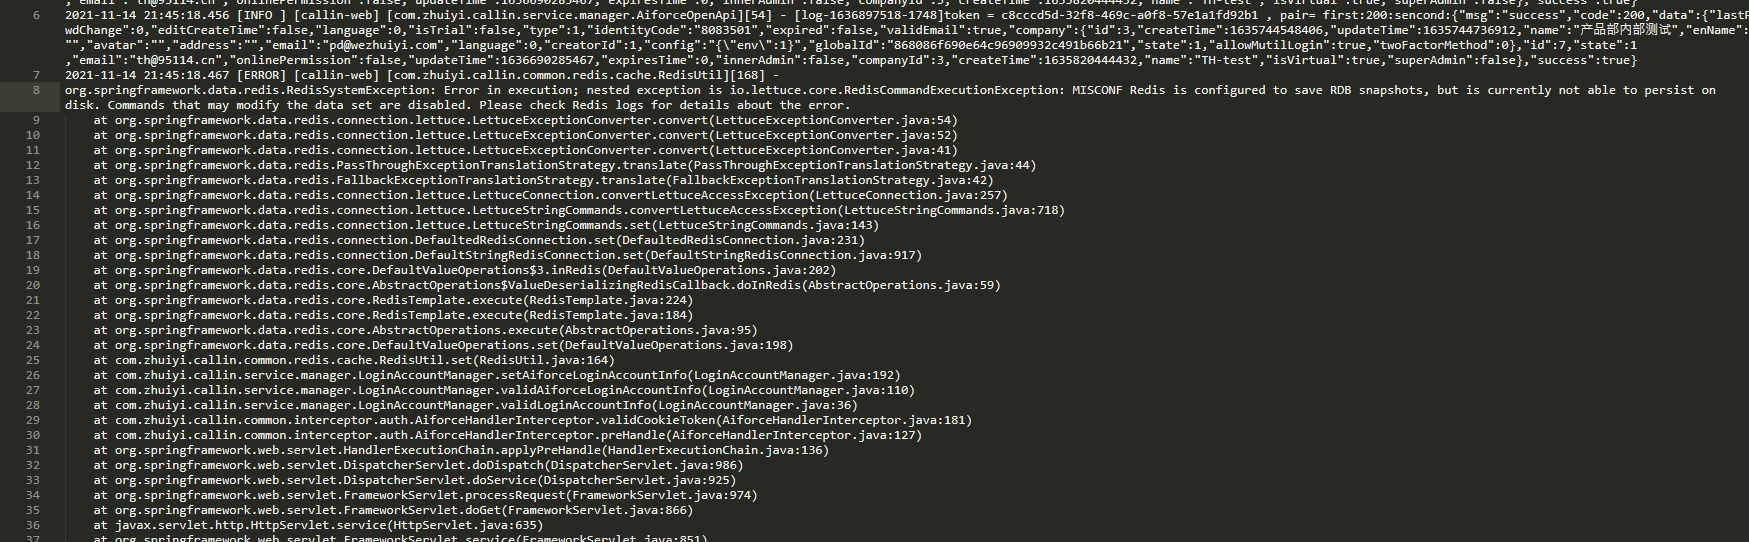 ,"email":"th@95114.cn","onlinePermission":false,"updateTime":1636690285467,"expiresTime":0,"innerAdmin":false,"companyId":3,"createTime":1635820444432,"name":"TH-test","isVirtual":true,"superAdmin":false},"success":true}
6 2021-11-14 21:45:18.456 [INFO ] [callin-web] [com.zhuiyi.callin.service.manager.AiforceOpenApi][54] - [log-1636897518-1748]token = c8cccd5d-32f8-469c-a0f8-57e1a1fd92b1 , pair= first:200:sencond:{"msg":"success","code":200,"data":{"lastP
wdChange":0,"editCreateTime":false,"language":0,"isTrial":false,"type":1,"identityCode":"8083501","expired":false,"validEmail":true,"company":{"id":3,"createTime":1635744548406,"updateTime":1635744736912,"name":"产品部内部测试","enName":
"","avatar":"","address":"","email":"pd@wezhuiyi.com","language":0,"creatorId":1,"config":"{\"env\":1}","globalId":"868086f690e64c96909932c491b66b21","state":1,"allowMutilLogin":true,"twoFactorMethod":0},"id":7,"state":1
,"email":"th@95114.cn","onlinePermission":false,"updateTime":1636690285467,"expiresTime":0,"innerAdmin":false,"companyId":3,"createTime":1635820444432,"name":"TH-test","isVirtual":true,"superAdmin":false},"success":true}
7 2021-11-14 21:45:18.467 [ERROR] [callin-web] [com.zhuiyi.callin.common.redis.cache.RedisUtil][168] -
8 org.springframework.data.redis.RedisSystemException: Error in execution; nested exception is io.lettuce.core.RedisCommandExecutionException: MISCONF Redis is configured to save RDB snapshots, but is currently not able to persist on
disk. Commands that may modify the data set are disabled. Please check Redis logs for details about the error.
9 at org.springframework.data.redis.connection.lettuce.LettuceExceptionConverter.convert(LettuceExceptionConverter.java:54)
10 at org.springframework.data.redis.connection.lettuce.LettuceExceptionConverter.convert(LettuceExceptionConverter.java:52)
11 at org.springframework.data.redis.connection.lettuce.LettuceExceptionConverter.convert(LettuceExceptionConverter.java:41)
12 at org.springframework.data.redis.PassThroughExceptionTranslationStrategy.translate(PassThroughExceptionTranslationStrategy.java:44)
13 at org.springframework.data.redis.FallbackExceptionTranslationStrategy.translate(FallbackExceptionTranslationStrategy.java:42)
14 at org.springframework.data.redis.connection.lettuce.LettuceConnection.convertLettuceAccessException(LettuceConnection.java:257)
15 at org.springframework.data.redis.connection.lettuce.LettuceStringCommands.convertLettuceAccessException(LettuceStringCommands.java:718)
16 at org.springframework.data.redis.connection.lettuce.LettuceStringCommands.set(LettuceStringCommands.java:143)
17 at org.springframework.data.redis.connection.DefaultedRedisConnection.set(DefaultedRedisConnection.java:231)
18 at org.springframework.data.redis.connection.DefaultStringRedisConnection.set(DefaultStringRedisConnection.java:917)
19 at org.springframework.data.redis.core.DefaultValueOperations$3.inRedis(DefaultValueOperations.java:202)
20 at org.springframework.data.redis.core.AbstractOperations$ValueDeserializingRedisCallback.doInRedis(AbstractOperations.java:59)
21 at org.springframework.data.redis.core.RedisTemplate.execute(RedisTemplate.java:224)
22 at org.springframework.data.redis.core.RedisTemplate.execute(RedisTemplate.java:184)
23 at org.springframework.data.redis.core.AbstractOperations.execute(AbstractOperations.java:95)
24 at org.springframework.data.redis.core.DefaultValueOperations.set(DefaultValueOperations.java:198)
25 at com.zhuiyi.callin.common.redis.cache.RedisUtil.set(RedisUtil.java:164)
26 at com.zhuiyi.callin.service.manager.LoginAccountManager.setAiforceLoginAccountInfo(LoginAccountManager.java:192)
27 at com.zhuiyi.callin.service.manager.LoginAccountManager.validAiforceLoginAccountInfo(LoginAccountManager.java:110)
28 at com.zhuiyi.callin.service.manager.LoginAccountManager.validLoginAccountInfo(LoginAccountManager.java:36)
29 at com.zhuiyi.callin.common.interceptor.auth.AiforceHandlerInterceptor.validCookieToken(AiforceHandlerInterceptor.java:181)
30 at com.zhuiyi.callin.common.interceptor.auth.AiforceHandlerInterceptor.preHandle(AiforceHandlerInterceptor.java:127)
31 at org.springframework.web.servlet.HandlerExecutionChain.applyPreHandle(HandlerExecutionChain.java:136)
32 at org.springframework.web.servlet.DispatcherServlet.doDispatch(DispatcherServlet.java:986)
33 at org.springframework.web.servlet.DispatcherServlet.doService(DispatcherServlet.java:925)
34 at org.springframework.web.servlet.FrameworkServlet.processRequest(FrameworkServlet.java:974)
35 at org.springframework.web.servlet.FrameworkServlet.doGet(FrameworkServlet.java:866)
36 at javax.servlet.http.HttpServlet.service(HttpServlet.java:635)
37 at org.springframework.web.servlet.FrameworkServlet.service(FrameworkServlet.java:851)